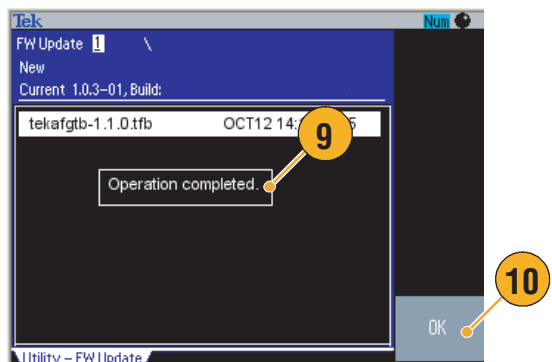 Tek Num
FW Update 1 \
New
Current 1.0.3–01, Build:
tekafgtb-1.1.0.tfb OCT12 14:
9
Operation completed.
10
OK
Utility – FW Update